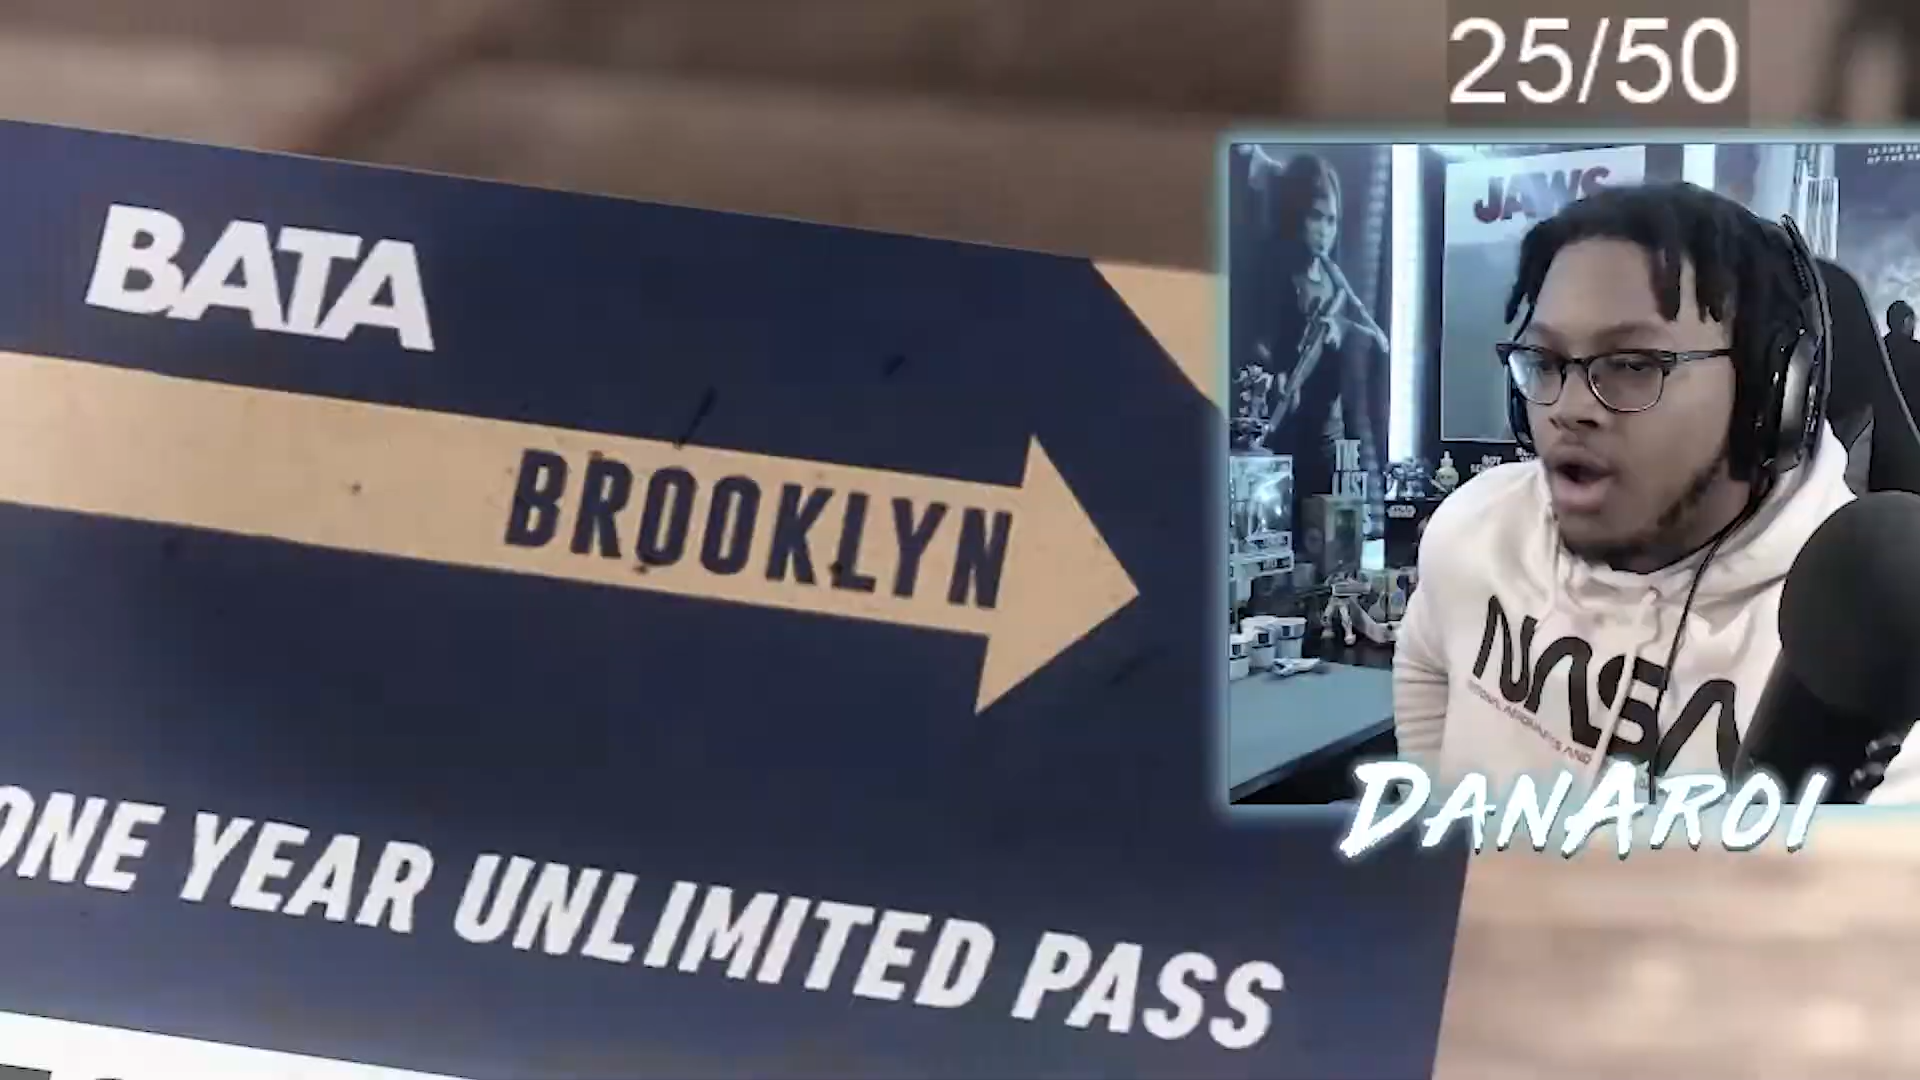 25/50
BATA
BROOKLYN
ONE YEAR UNLIMITED PASS
JAWS
THE
LAST
NASA
DANAROI